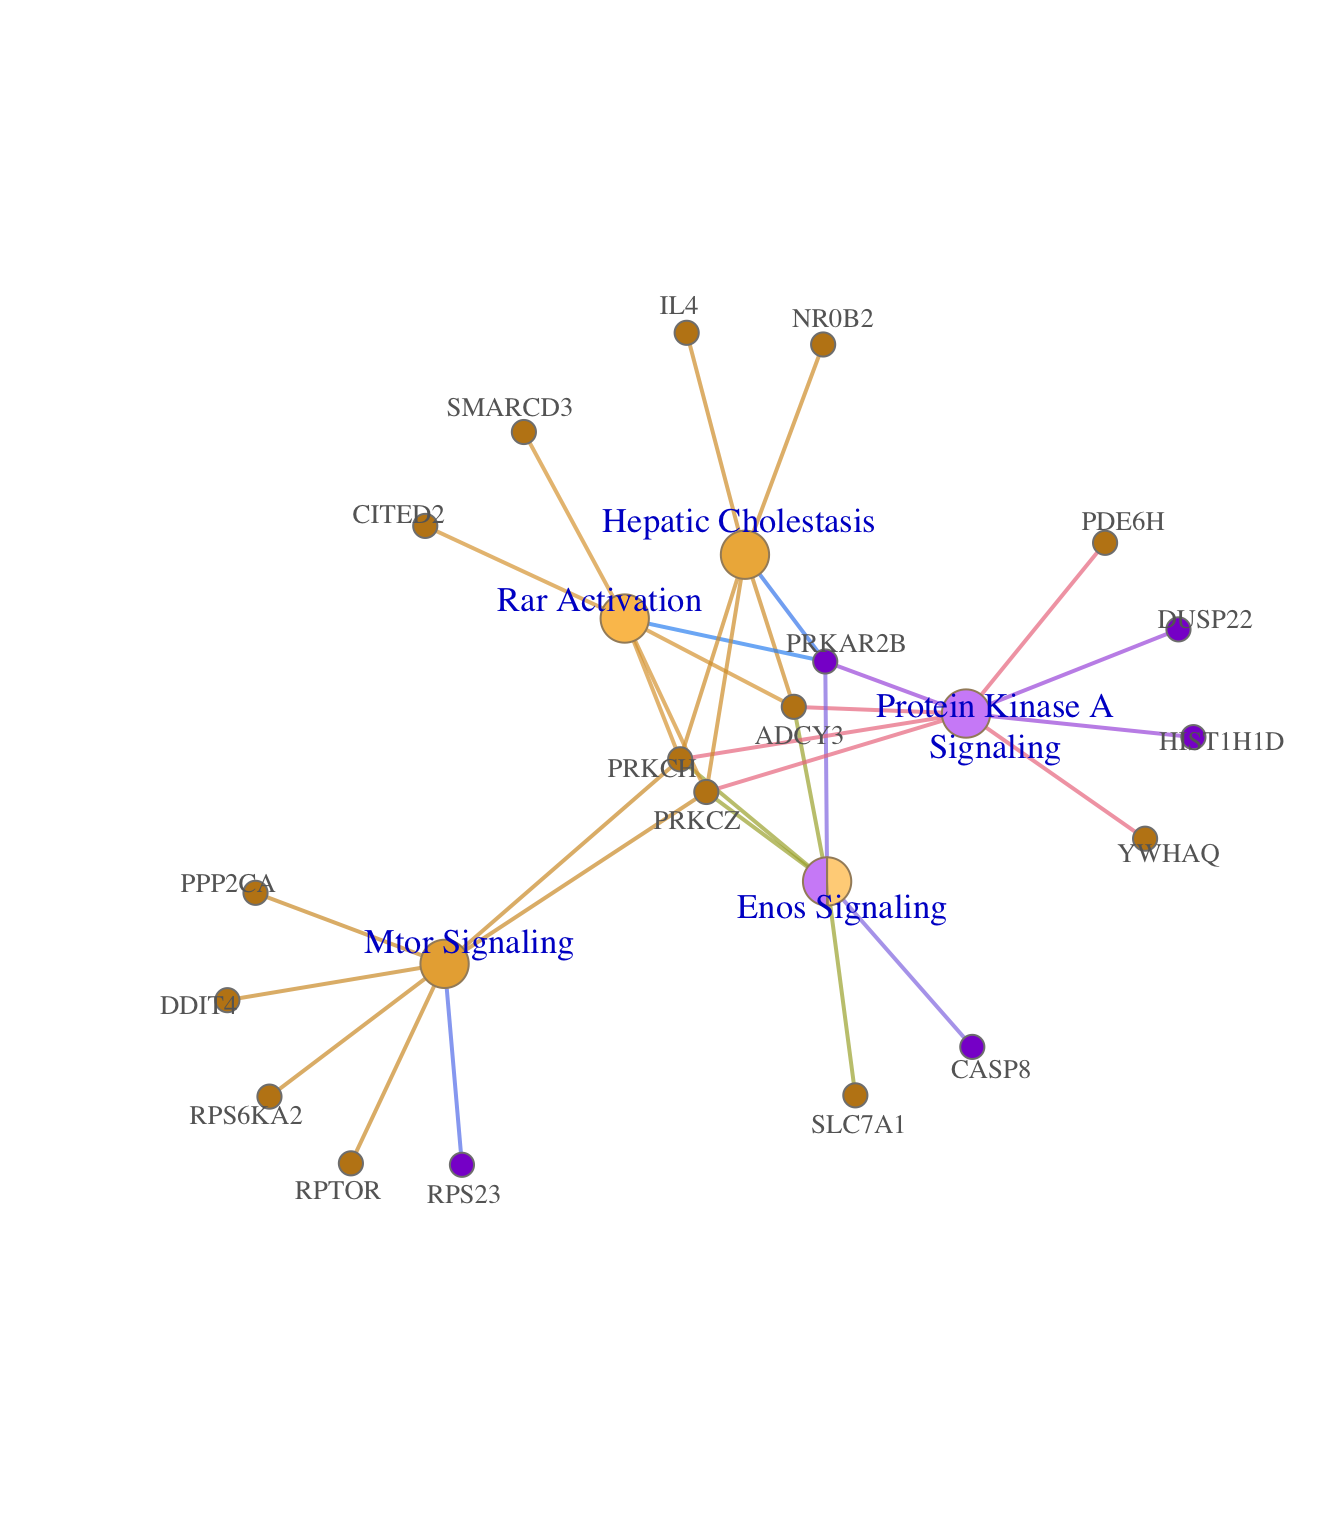 IL4
NR0B2
SMARCD3
CITED2
Hepatic Cholestasis
PDE6H
Rar Activation
DUSP22
PRKAR2B
Protein Kinase A
Signaling
ADCY3
HIST1H1D
PRKCH
PRKCZ
YWHAQ
PPP2CA
Enos Signaling
Mtor Signaling
DDIT4
CASP8
RPS6KA2
SLC7A1
RPTOR
RPS23